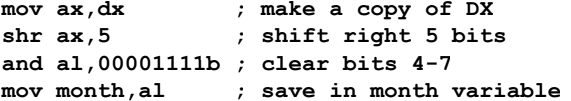 mov ax,dx ; make a copy of DX
shr ax,5 ; shift right 5 bits
and al,00001111b ; clear bits 4-7
mov month,al ; save in month variable